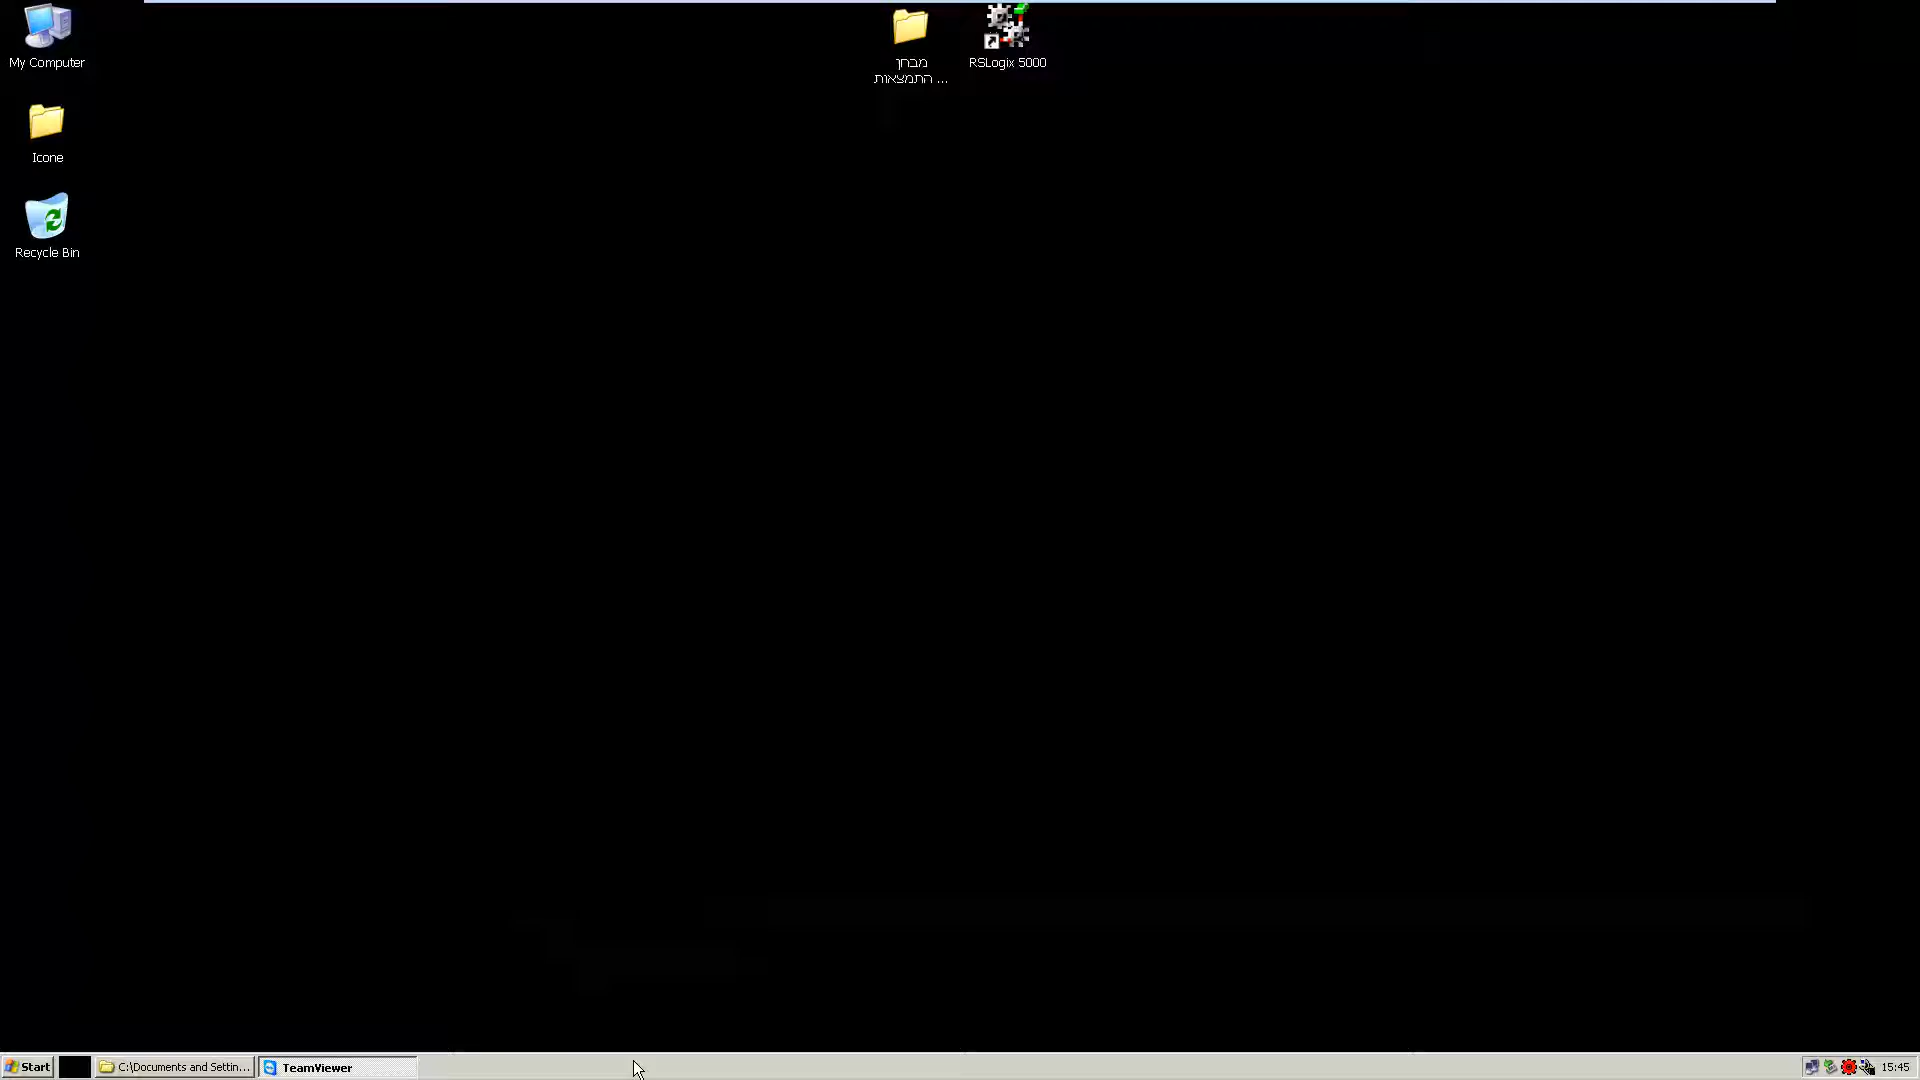 My Computer
Icone
Recycle Bin
מבחן
התמצאות ...
RSLogix 5000
Start
C:\Documents and Settin...
TeamViewer
15:45